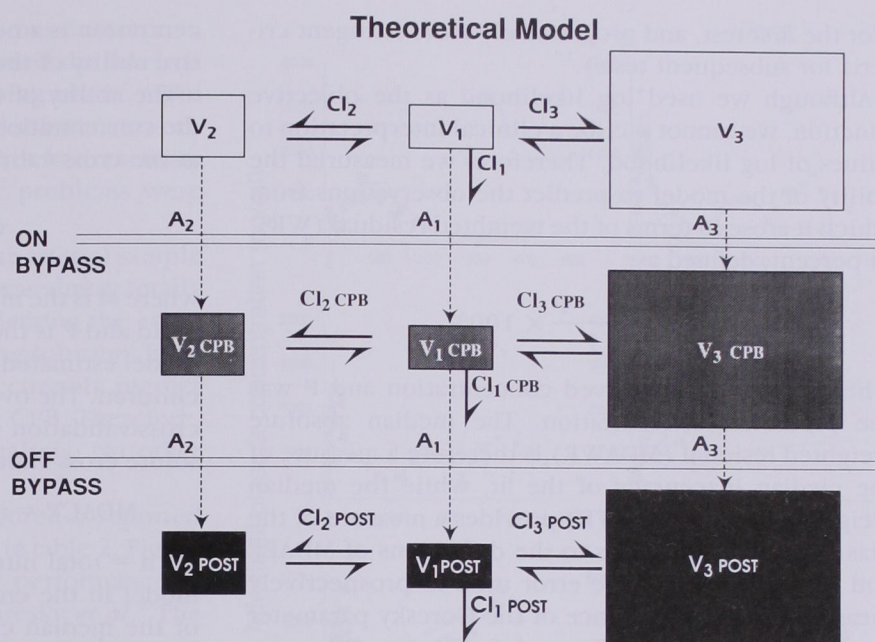 Theoretical Model
V2
Cl2
V1
Cl3
V3
Cl1
A2
A1
A3
ON
BYPASS
V2 CPB
Cl2 CPB
V1 CPB
Cl3 CPB
V3 CPB
Cl1 CPB
A2
A1
A3
OFF
BYPASS
V2 POST
Cl2 POST
V1 POST
Cl3 POST
V3 POST
Cl1 POST